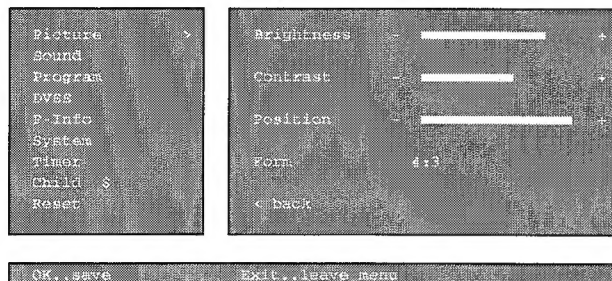 Picture >
Sound
Program
DVSS
P-Info
System
Timer
Child $
Reset
Brightness - +
Contrast - +
Position - +
Form 4:3
< back
OK..save Exit..leave menu